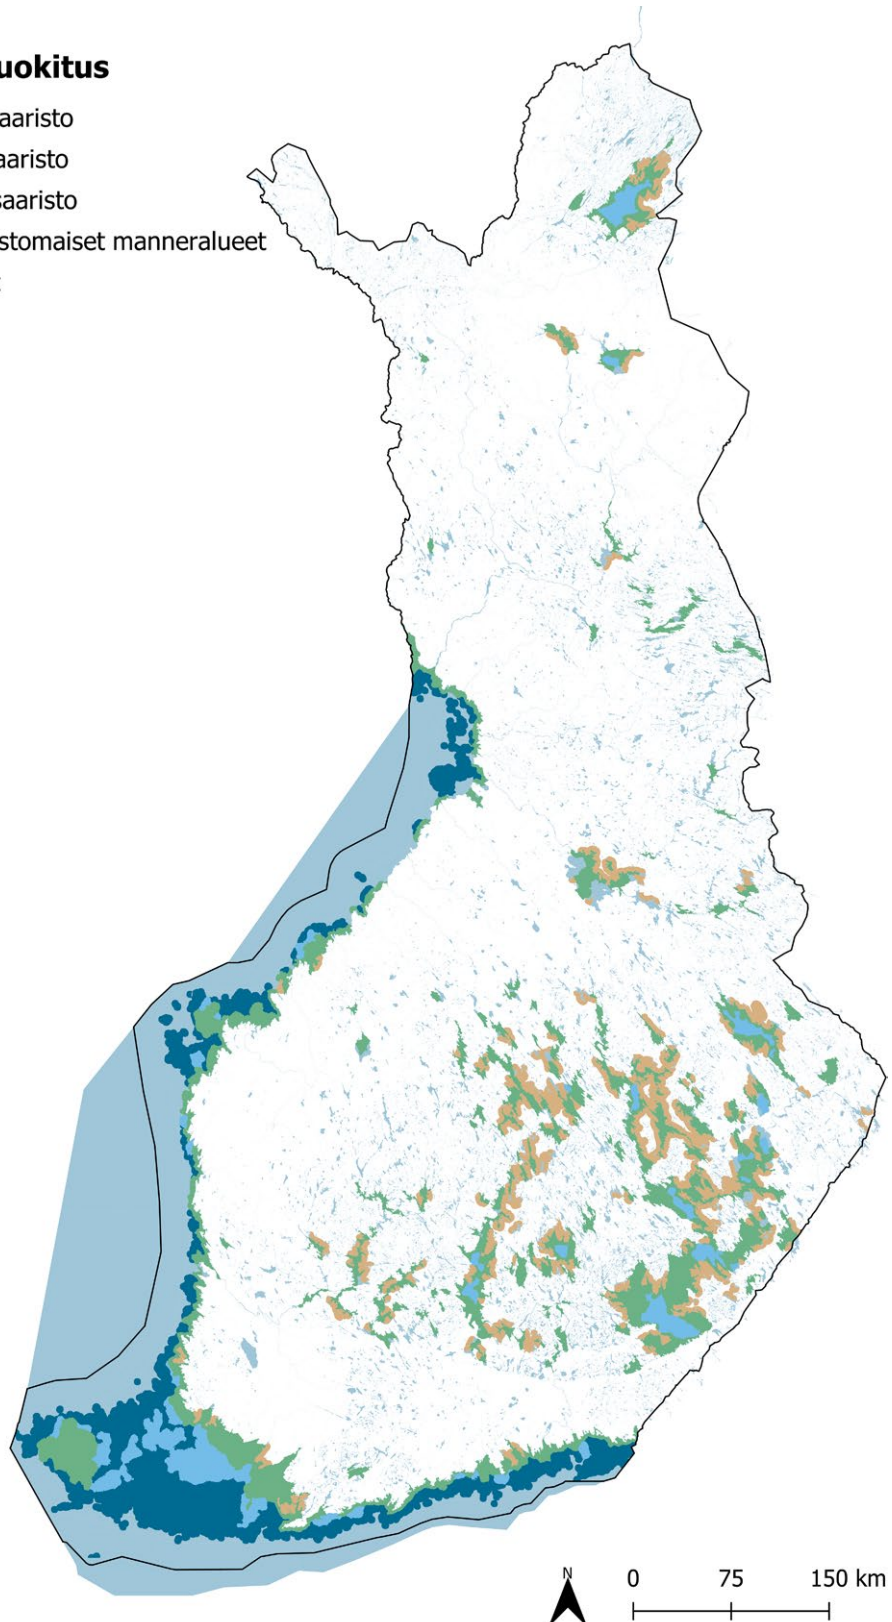 uokitus
aaristo
aaristo
saaristo
stomaiset manneralueet
N
0 75 150 km